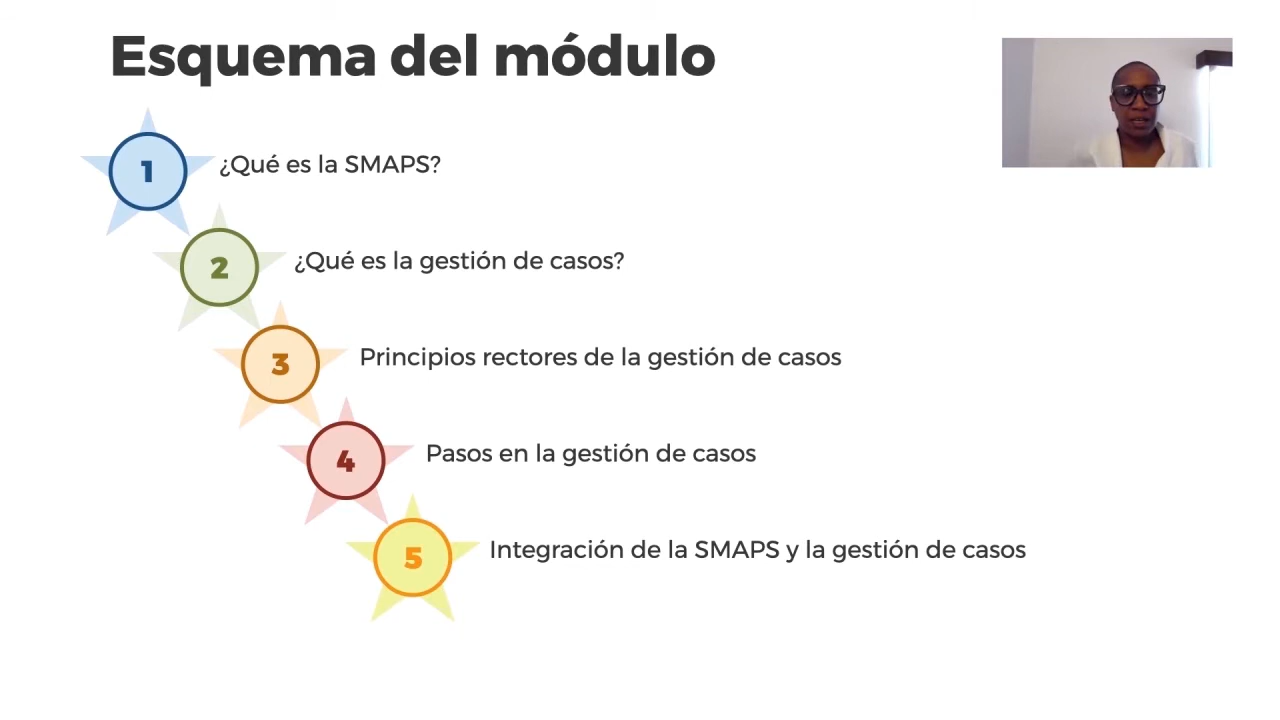 Esquema del módulo
1
¿Qué es la SMAPS?
2
¿Qué es la gestión de casos?
3
Principios rectores de la gestión de casos
4
Pasos en la gestión de casos
5
Integración de la SMAPS y la gestión de casos